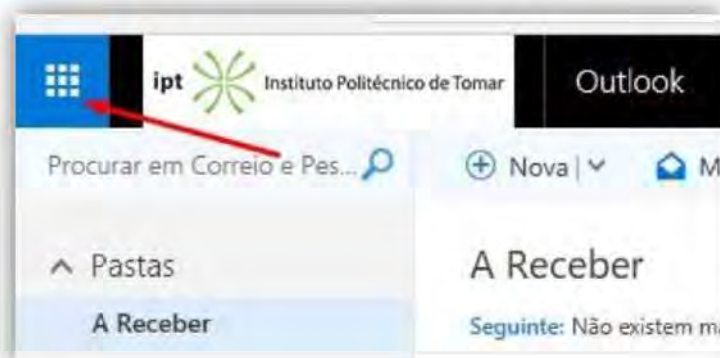 ipt Instituto Politécnico de Tomar Outlook
Procurar em Correio e Pes... Nova
Pastas
A Receber
A Receber
Seguinte: Não existem